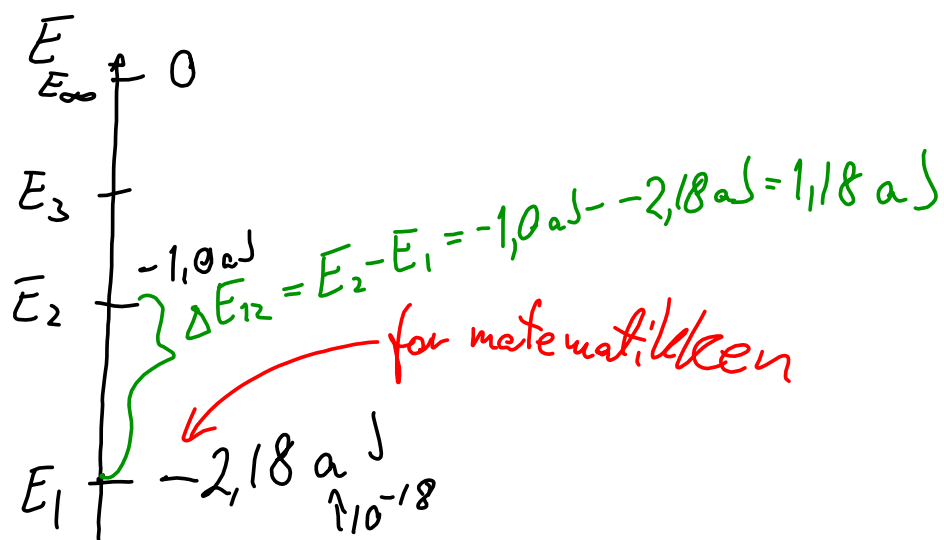 E
E∞ 0
E3
-1,0 aJ
E2
ΔE12 = E2-E1 = -1,0 aJ - -2,18 aJ = 1,18 aJ
for matematikken
E1 -2,18 aJ
↑10-18